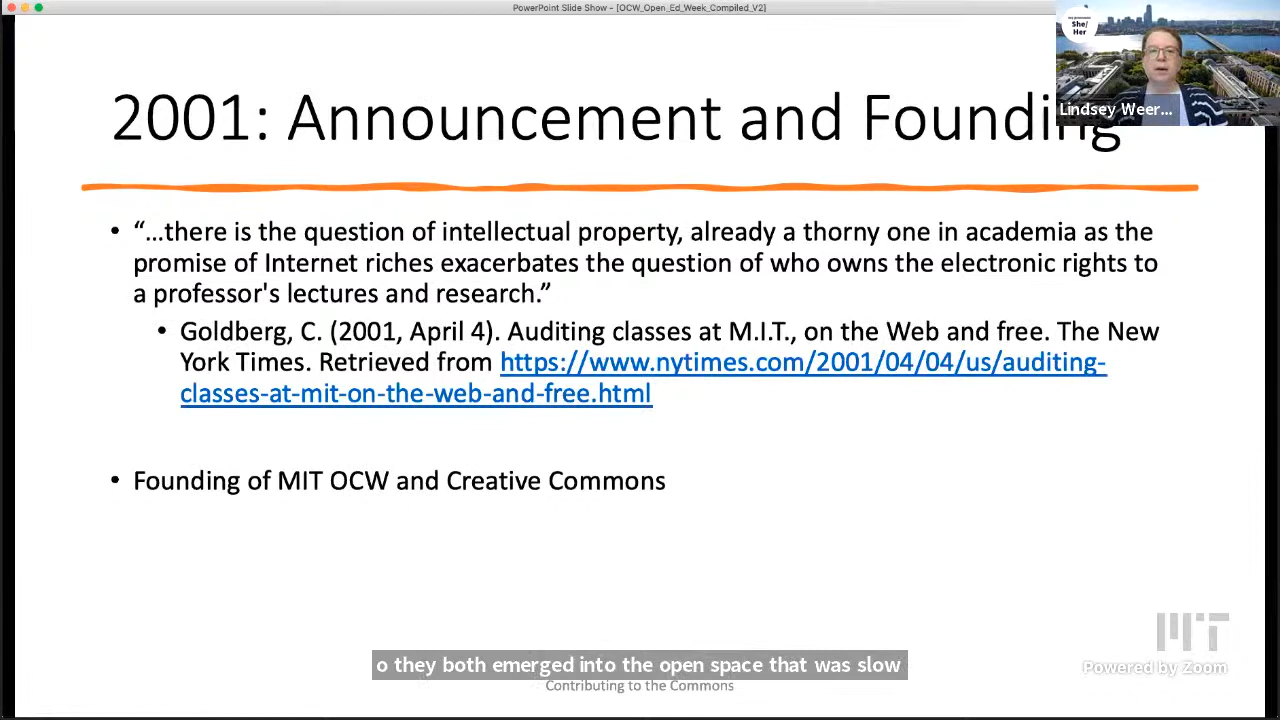 PowerPoint Slide Show - [OCW_Open_Ed_Week_Compiled_V2]
She/
Her
Lindsey Weer...
2001: Announcement and Founding
• “...there is the question of intellectual property, already a thorny one in academia as the
promise of Internet riches exacerbates the question of who owns the electronic rights to
a professor's lectures and research.”
• Goldberg, C. (2001, April 4). Auditing classes at M.I.T., on the Web and free. The New
York Times. Retrieved from https://www.nytimes.com/2001/04/04/us/auditing-
classes-at-mit-on-the-web-and-free.html
• Founding of MIT OCW and Creative Commons
MIT
Powered by Zoom
o they both emerged into the open space that was slow
Contributing to the Commons